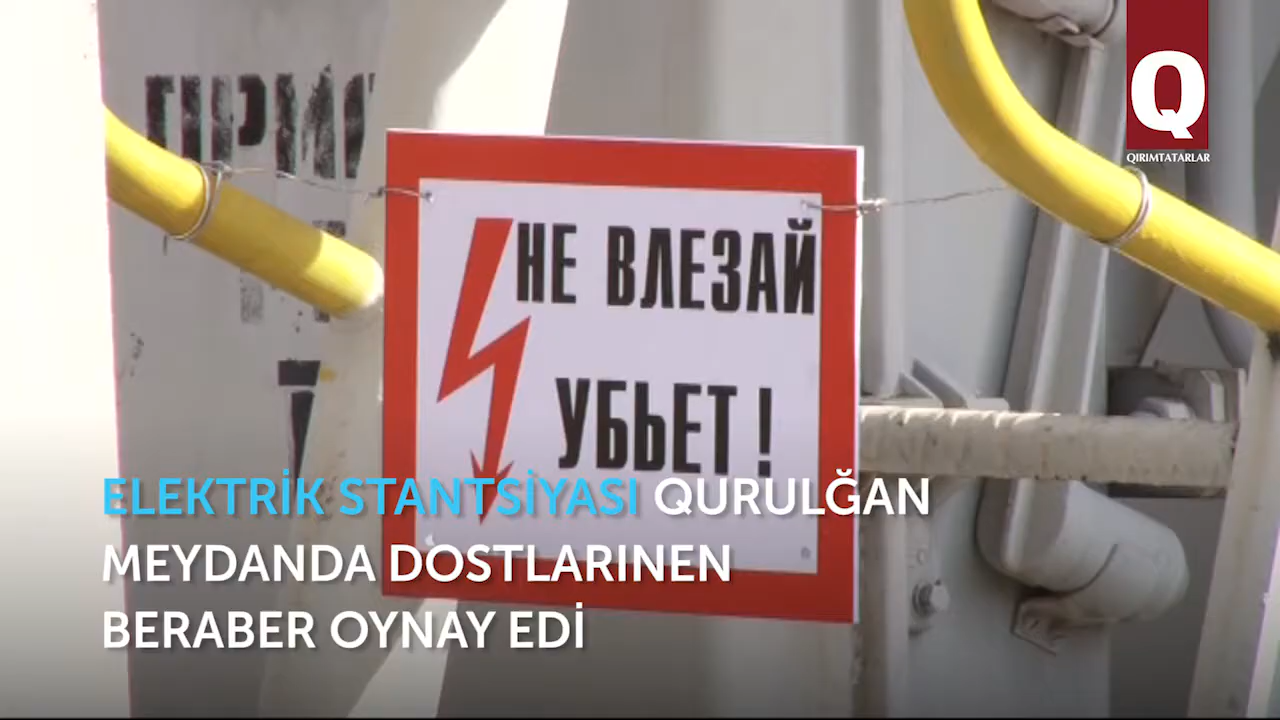 Q
QIRIMTATARLAR
НЕ ВЛЕЗАЙ
УБЬЕТ!
ELEKTRİK STANTSİYASI QURULĞAN
MEYDANDA DOSTLARINEN
BERABER OYNAY EDİ